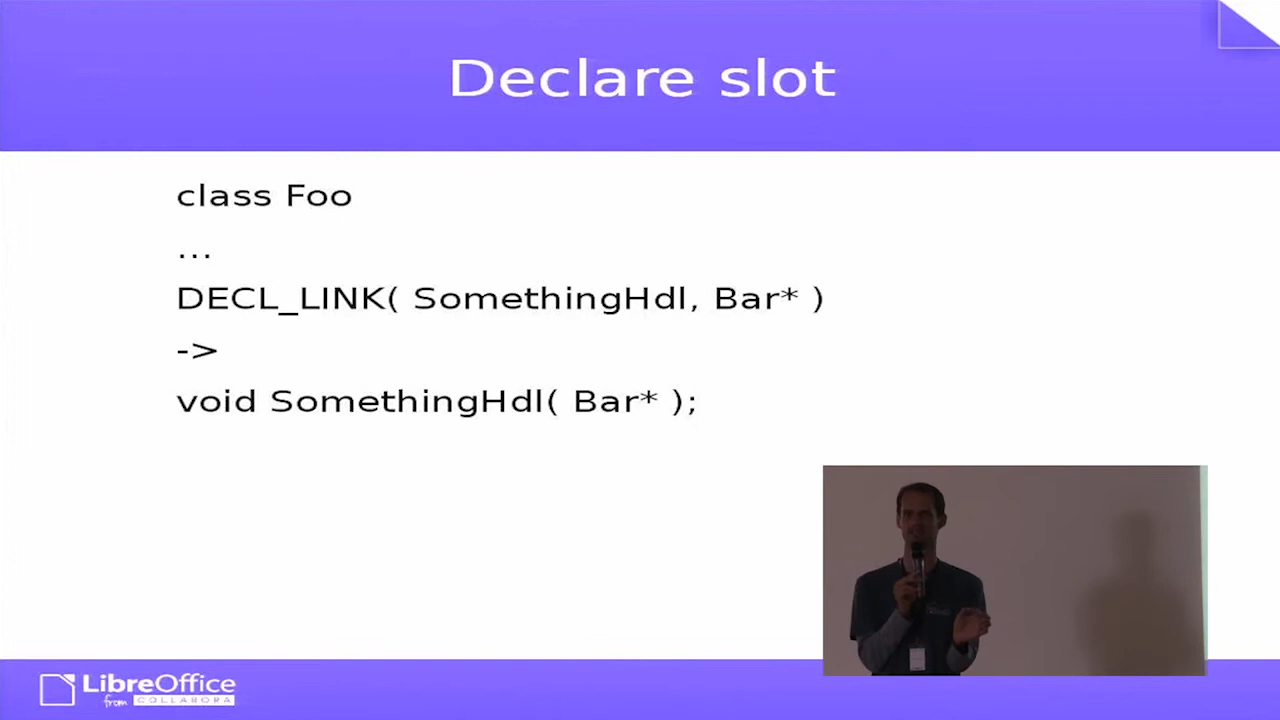 Declare slot
class Foo
...
DECL_LINK( SomethingHdl, Bar* )
->
void SomethingHdl( Bar* );
LibreOffice
from COLLABORA